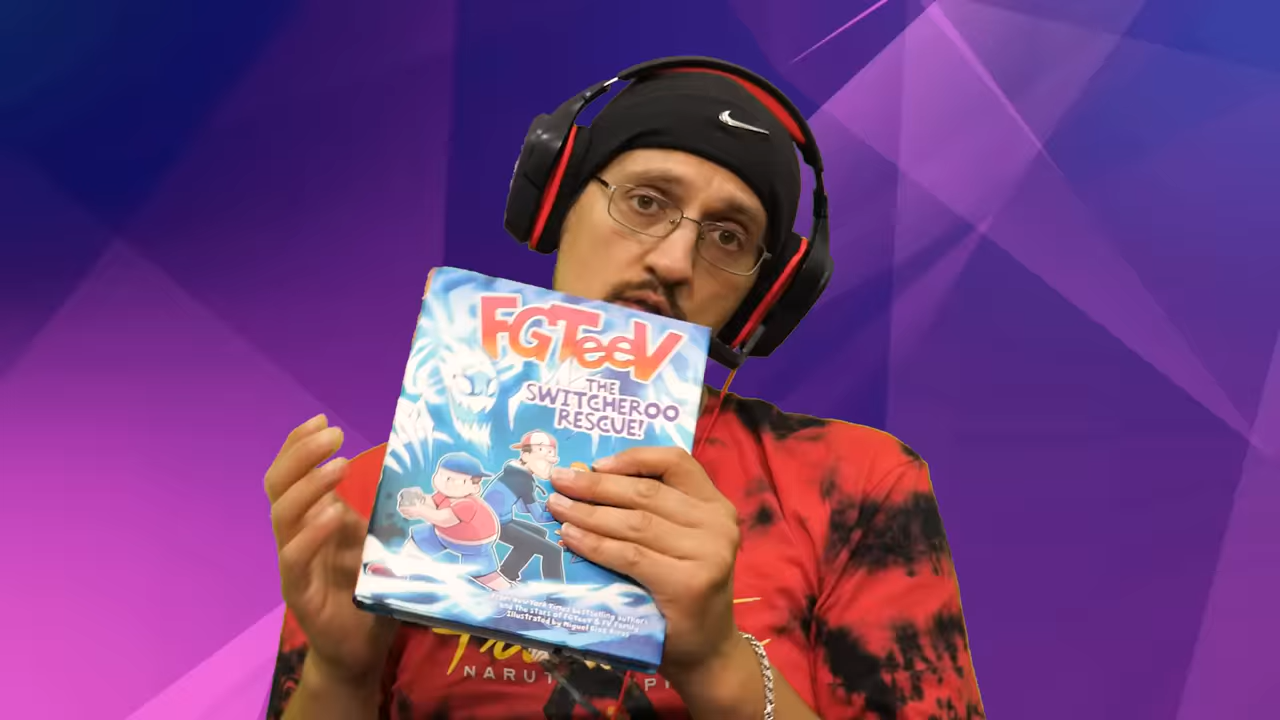 FGTeeV
THE
SWITCHEROO
RESCUE!
From New York Times bestselling authors
and the stars of FGTeeV & FV Family
Illustrated by Miguel Díaz Rivas
NARUT